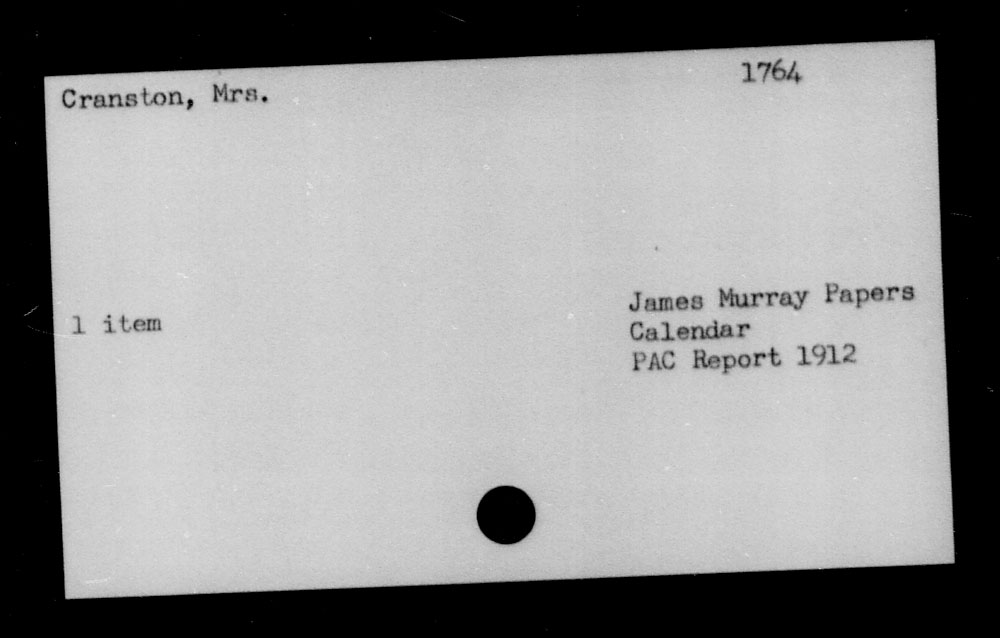 Cranston, Mrs.
1764
1 item
James Murray Papers
Calendar
PAC Report 1912